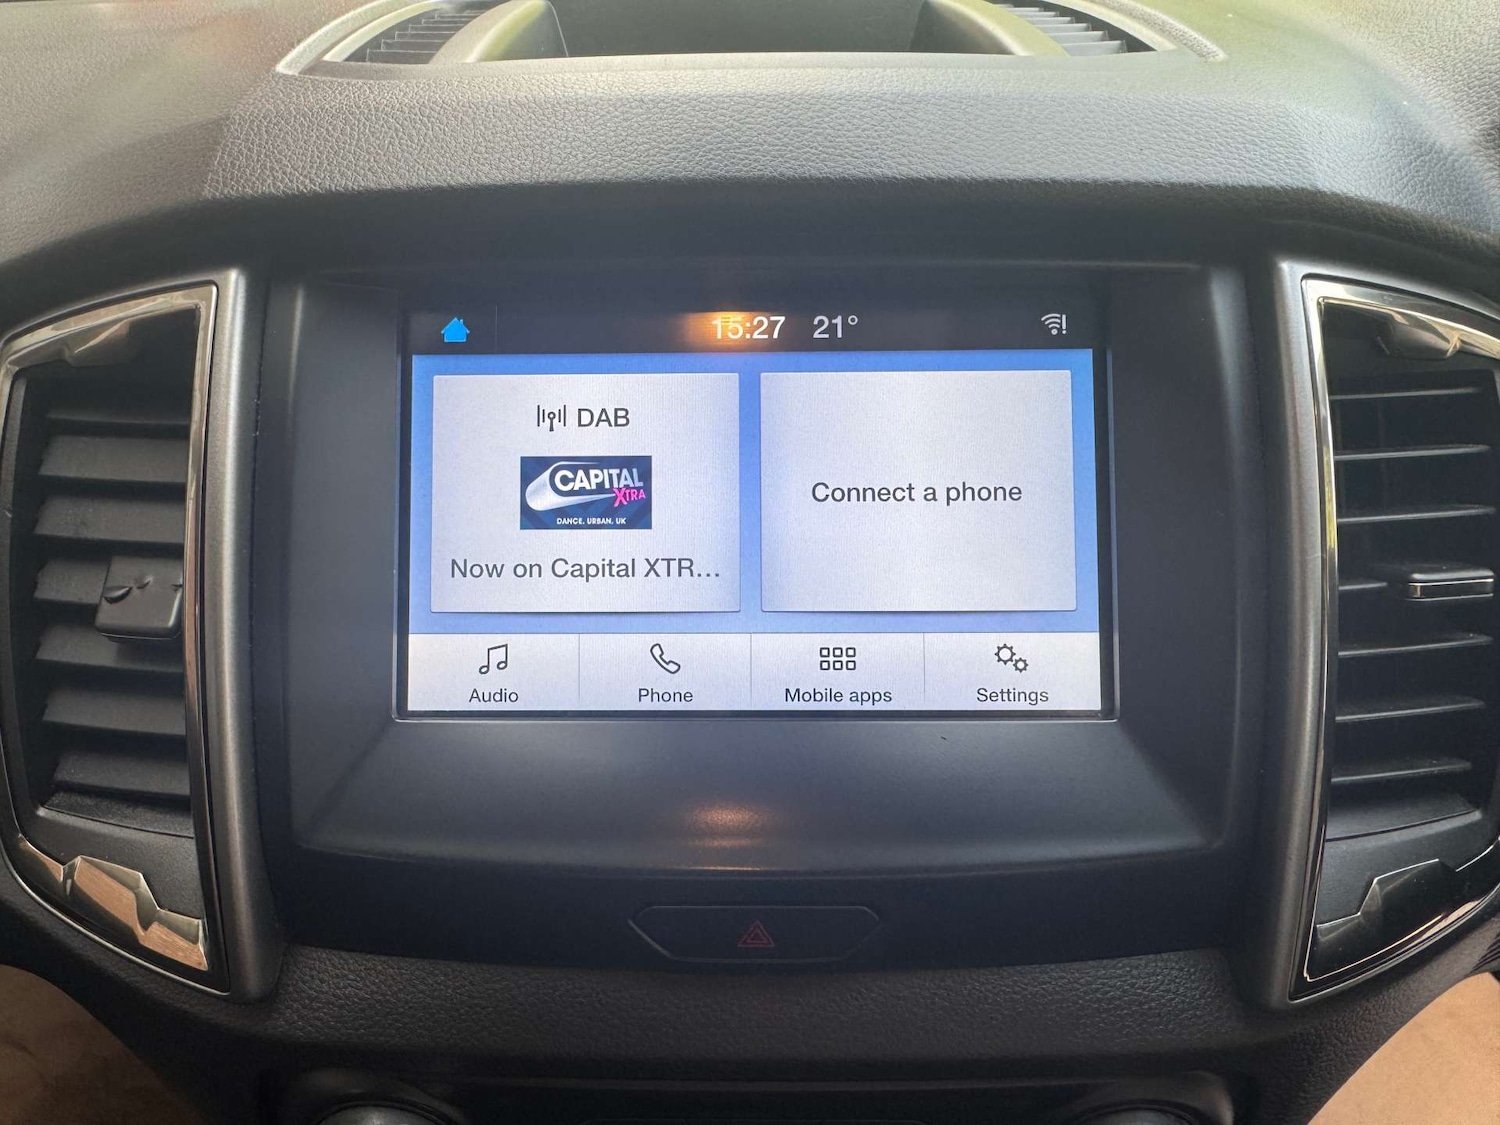 15:27 21°
DAB
CAPITAL
XTRA
DANCE. URBAN. UK
Now on Capital XTR...
Connect a phone
Audio
Phone
Mobile apps
Settings